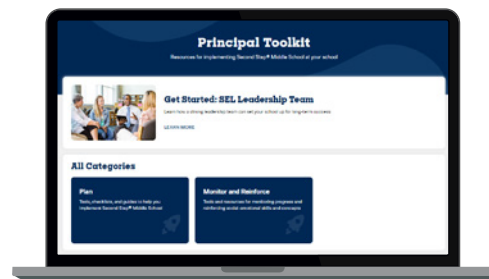 Principal Toolkit
Resources for implementing Second Step® Middle School at your school
Get Started: SEL Leadership Team
Learn how a strong leadership team can set your school up for long-term success
LEARN MORE
All Categories
Plan
Tools, checklists, and guides to help you
implement Second Step® Middle School
Monitor and Reinforce
Tools and resources for monitoring progress and
reinforcing social-emotional skills and concepts